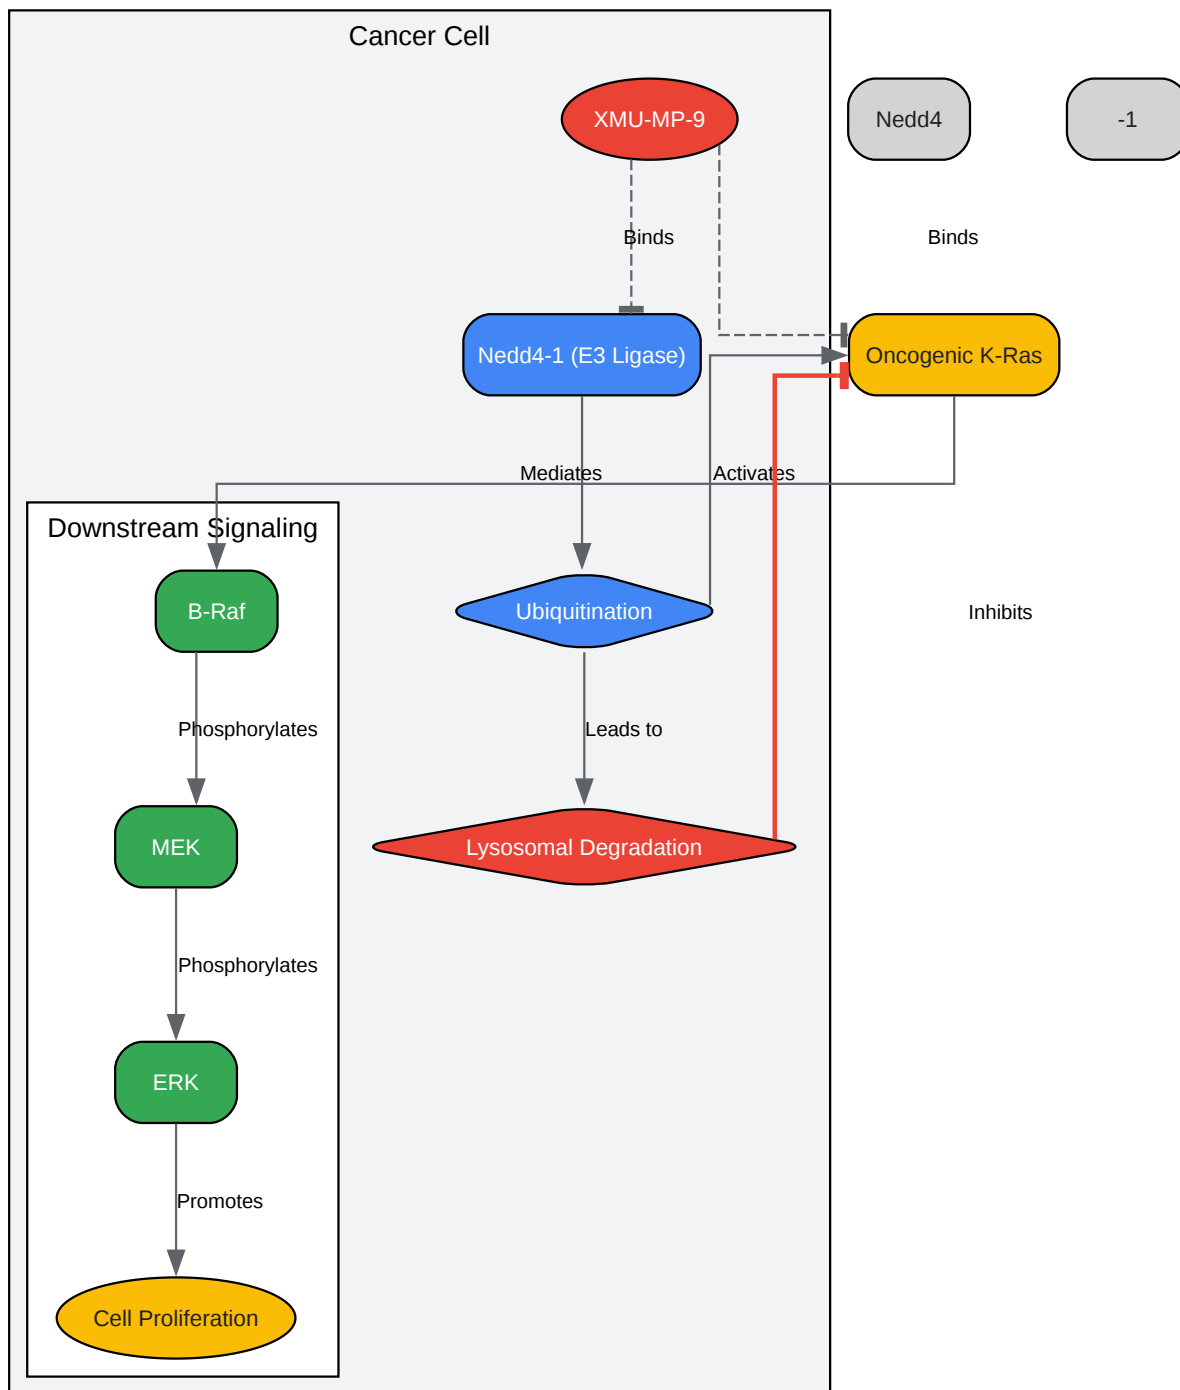 Cancer Cell
XMU-MP-9
Nedd4
-1
Binds
Binds
Nedd4-1 (E3 Ligase)
Oncogenic K-Ras
Mediates
Activates
Downstream Signaling
B-Raf
Ubiquitination
Inhibits
Phosphorylates
Leads to
MEK
Lysosomal Degradation
Phosphorylates
ERK
Promotes
Cell Proliferation